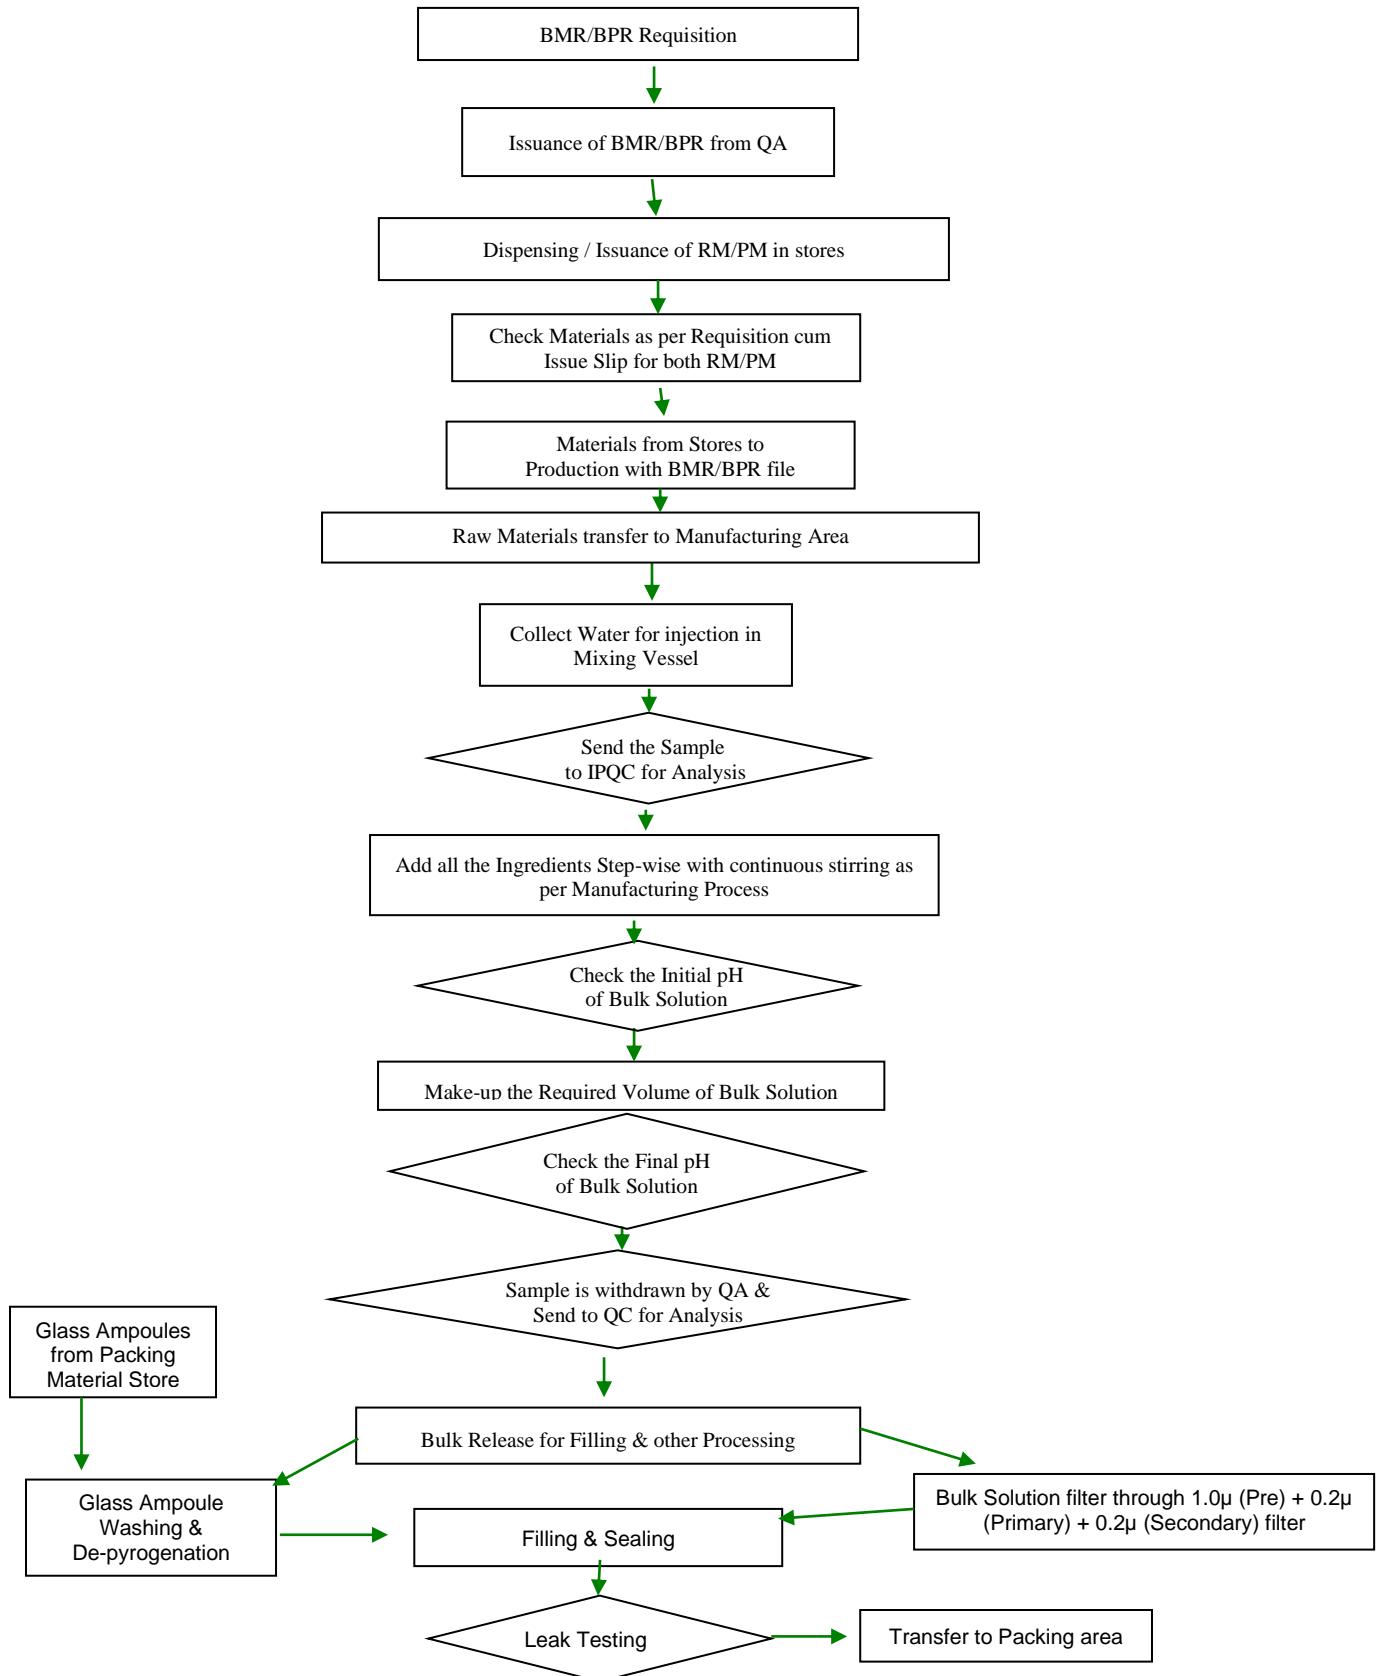 BMR/BPR Requisition
Issuance of BMR/BPR from QA
Dispensing / Issuance of RM/PM in stores
Check Materials as per Requisition cum
Issue Slip for both RM/PM
Materials from Stores to
Production with BMR/BPR file
Raw Materials transfer to Manufacturing Area
Collect Water for injection in
Mixing Vessel
Send the Sample
to IPQC for Analysis
Add all the Ingredients Step-wise with continuous stirring as
per Manufacturing Process
Check the Initial pH
of Bulk Solution
Make-up the Required Volume of Bulk Solution
Check the Final pH
of Bulk Solution
Sample is withdrawn by QA &
Send to QC for Analysis
Glass Ampoules
from Packing
Material Store
Bulk Release for Filling & other Processing
Glass Ampoule
Washing &
De-pyrogenation
Filling & Sealing
Bulk Solution filter through 1.0µ (Pre) + 0.2µ
(Primary) + 0.2µ (Secondary) filter
Leak Testing
Transfer to Packing area